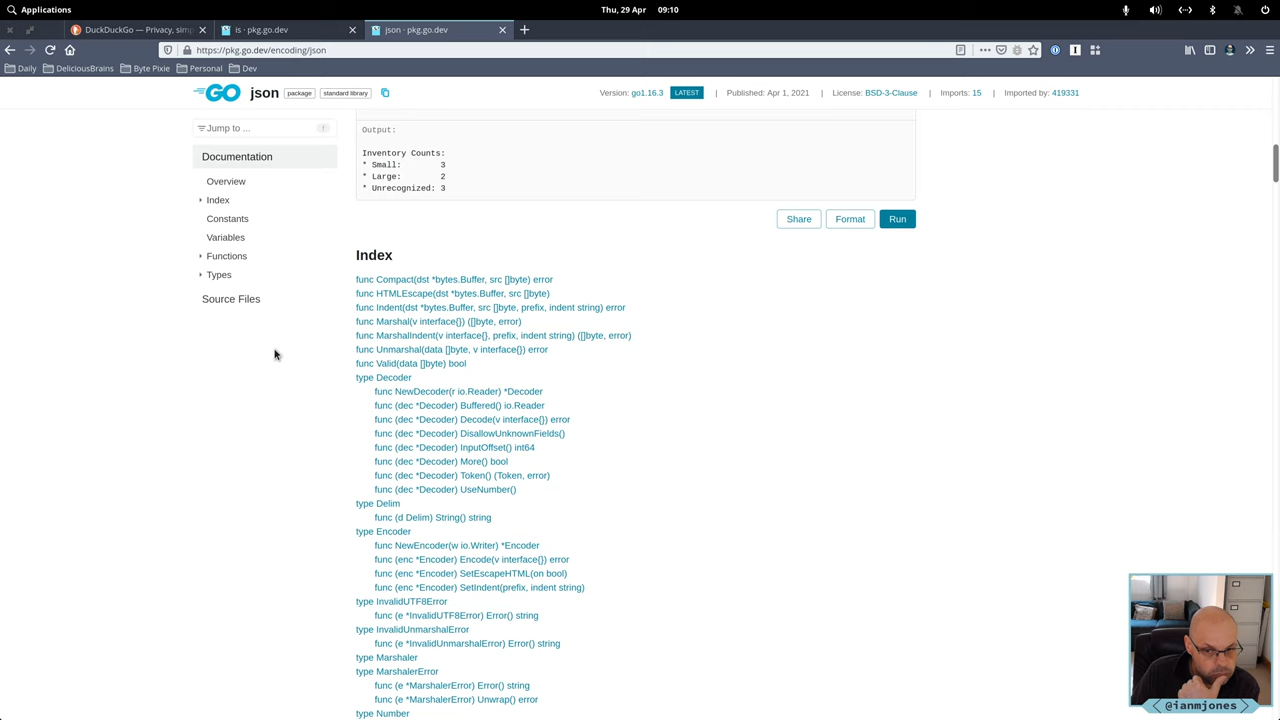 Applications
Thu, 29 Apr 09:10
DuckDuckGo — Privacy, simp
is · pkg.go.dev
json · pkg.go.dev
https://pkg.go.dev/encoding/json
Daily
DeliciousBrains
Byte Pixie
Personal
Dev
GO json package standard library
Version: go1.16.3 LATEST | Published: Apr 1, 2021 | License: BSD-3-Clause | Imports: 15 | Imported by: 419331
Jump to ...
Documentation
Overview
Index
Constants
Variables
Functions
Types
Source Files
Output:
Inventory Counts:
* Small: 3
* Large: 2
* Unrecognized: 3
Share Format Run
Index
func Compact(dst *bytes.Buffer, src []byte) error
func HTMLEscape(dst *bytes.Buffer, src []byte)
func Indent(dst *bytes.Buffer, src []byte, prefix, indent string) error
func Marshal(v interface{}) ([]byte, error)
func MarshalIndent(v interface{}, prefix, indent string) ([]byte, error)
func Unmarshal(data []byte, v interface{}) error
func Valid(data []byte) bool
type Decoder
func NewDecoder(r io.Reader) *Decoder
func (dec *Decoder) Buffered() io.Reader
func (dec *Decoder) Decode(v interface{}) error
func (dec *Decoder) DisallowUnknownFields()
func (dec *Decoder) InputOffset() int64
func (dec *Decoder) More() bool
func (dec *Decoder) Token() (Token, error)
func (dec *Decoder) UseNumber()
type Delim
func (d Delim) String() string
type Encoder
func NewEncoder(w io.Writer) *Encoder
func (enc *Encoder) Encode(v interface{}) error
func (enc *Encoder) SetEscapeHTML(on bool)
func (enc *Encoder) SetIndent(prefix, indent string)
type InvalidUTF8Error
func (e *InvalidUTF8Error) Error() string
type InvalidUnmarshalError
func (e *InvalidUnmarshalError) Error() string
type Marshaler
type MarshalerError
func (e *MarshalerError) Error() string
func (e *MarshalerError) Unwrap() error
type Number
@ianmjones